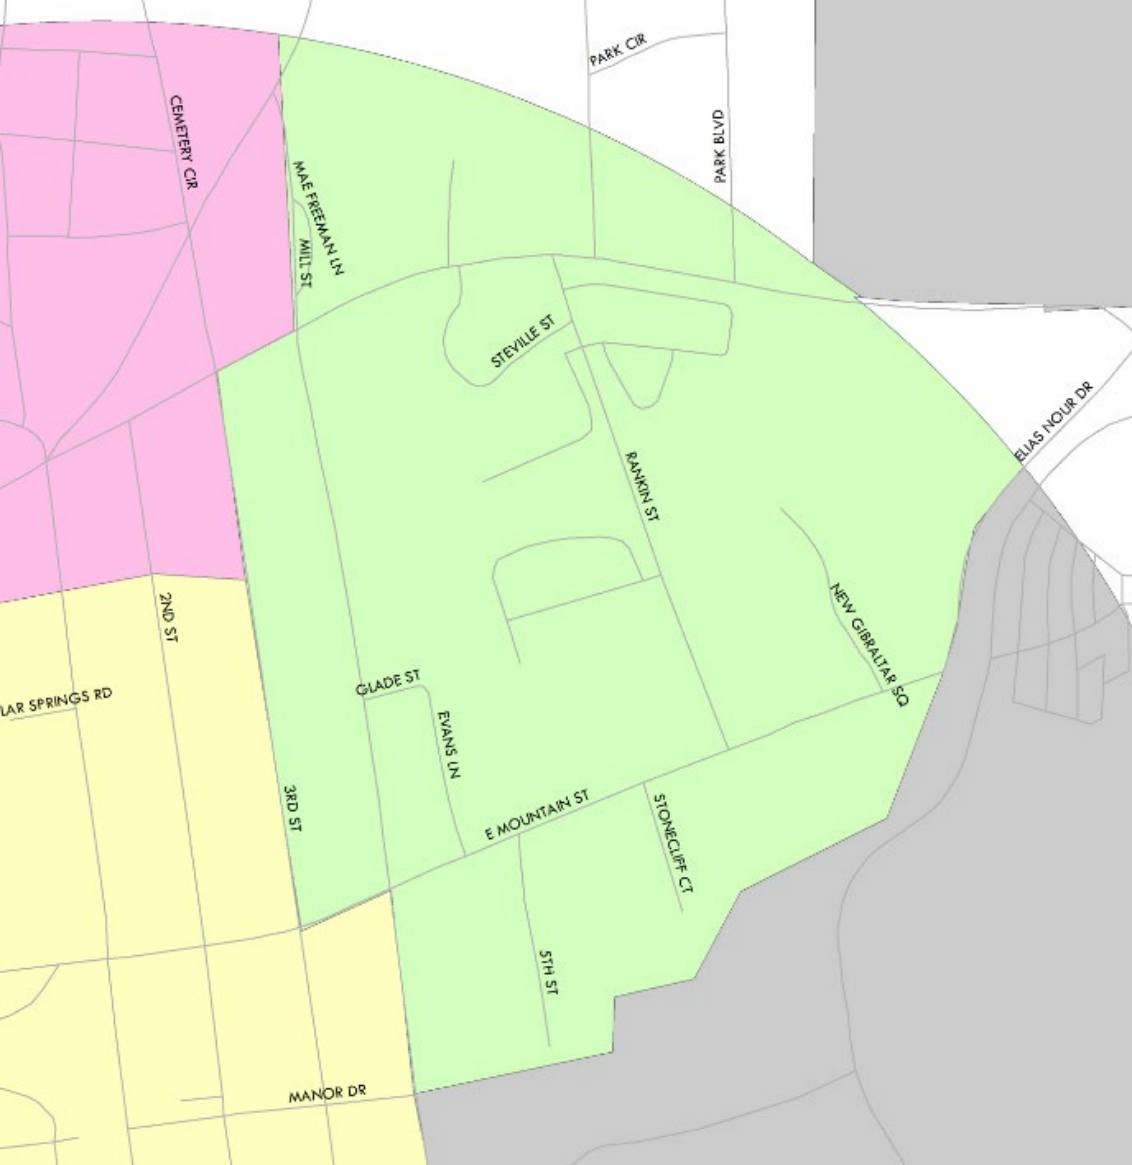 PARK CIR
CEMETERY CIR
PARK BLVD
MAE FREEMAN LN
MILL ST
STEVILLE ST
ELIAS NOUR DR
RANKIN ST
2ND ST
NEW GIBRALTAR SQ
GLADE ST
LAR SPRINGS RD
EVANS LN
3RD ST
E MOUNTAIN ST
STONECLIFF CT
5TH ST
MANOR DR